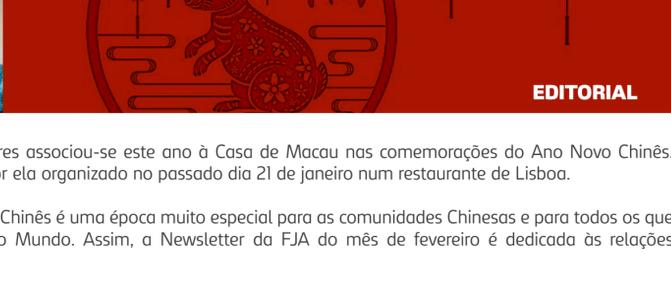 EDITORIAL
res associou-se este ano à Casa de Macau nas comemorações do Ano Novo Chinês.
r ela organizado no passado dia 21 de janeiro num restaurante de Lisboa.
Chinês é uma época muito especial para as comunidades Chinesas e para todos os que
o Mundo. Assim, a Newsletter da FJA do mês de fevereiro é dedicada às relações